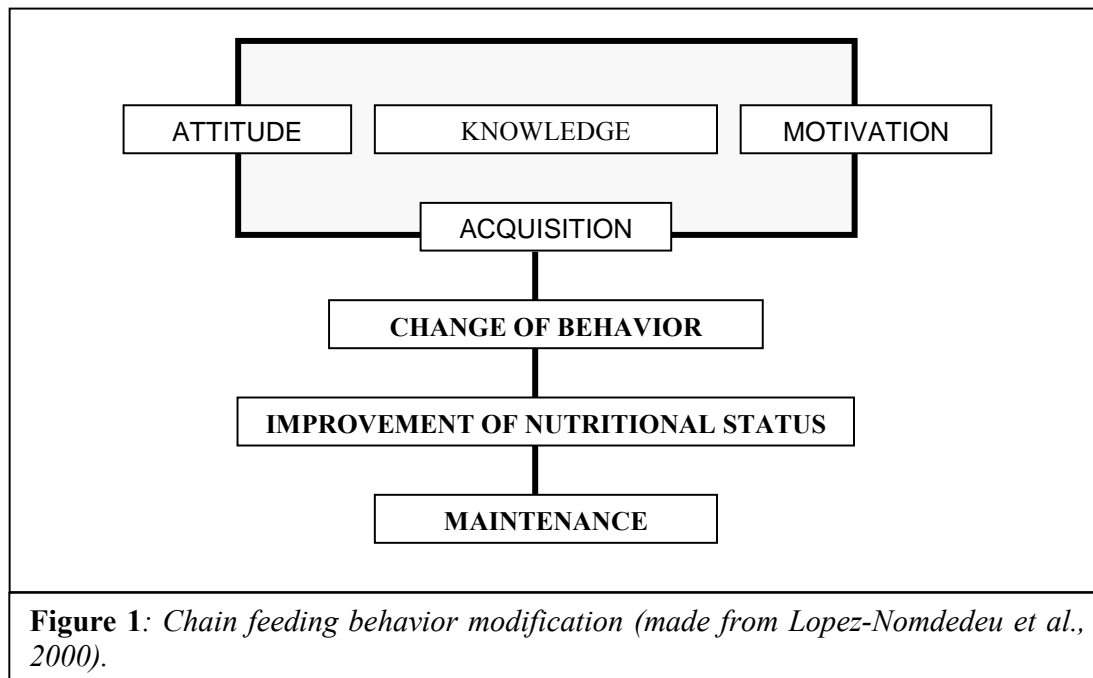 ATTITUDE KNOWLEDGE MOTIVATION
ACQUISITION
CHANGE OF BEHAVIOR
IMPROVEMENT OF NUTRITIONAL STATUS
MAINTENANCE
Figure 1: Chain feeding behavior modification (made from Lopez-Nomdedeu et al.,
2000).